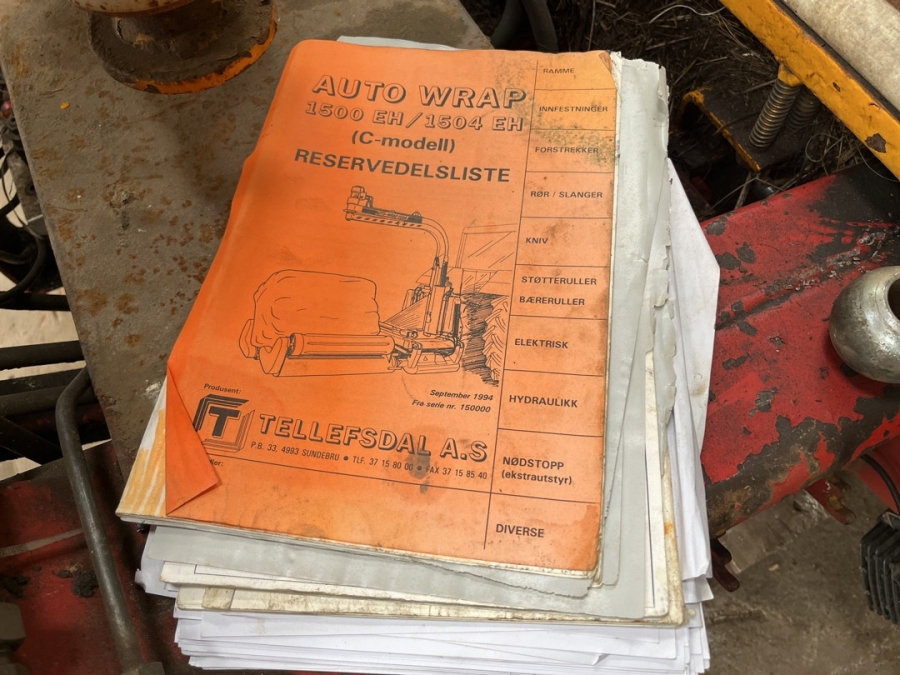 AUTO WRAP
1500 EH / 1504 EH
(C-modell)
RESERVEDELSLISTE
RAMME
INNFESTNINGER
FORSTREKKER
RØR / SLANGER
KNIV
STØTTERULLER
BÆRERULLER
ELEKTRISK
HYDRAULIKK
NØDSTOPP
(ekstrautstyr)
DIVERSE
September 1994
Fra serie nr. 150000
Produsent:
T
TELLEFSDAL A.S
P.B. 33, 4993 SUNDEBRU • TLF. 37 15 80 00 • FAX 37 15 85 40